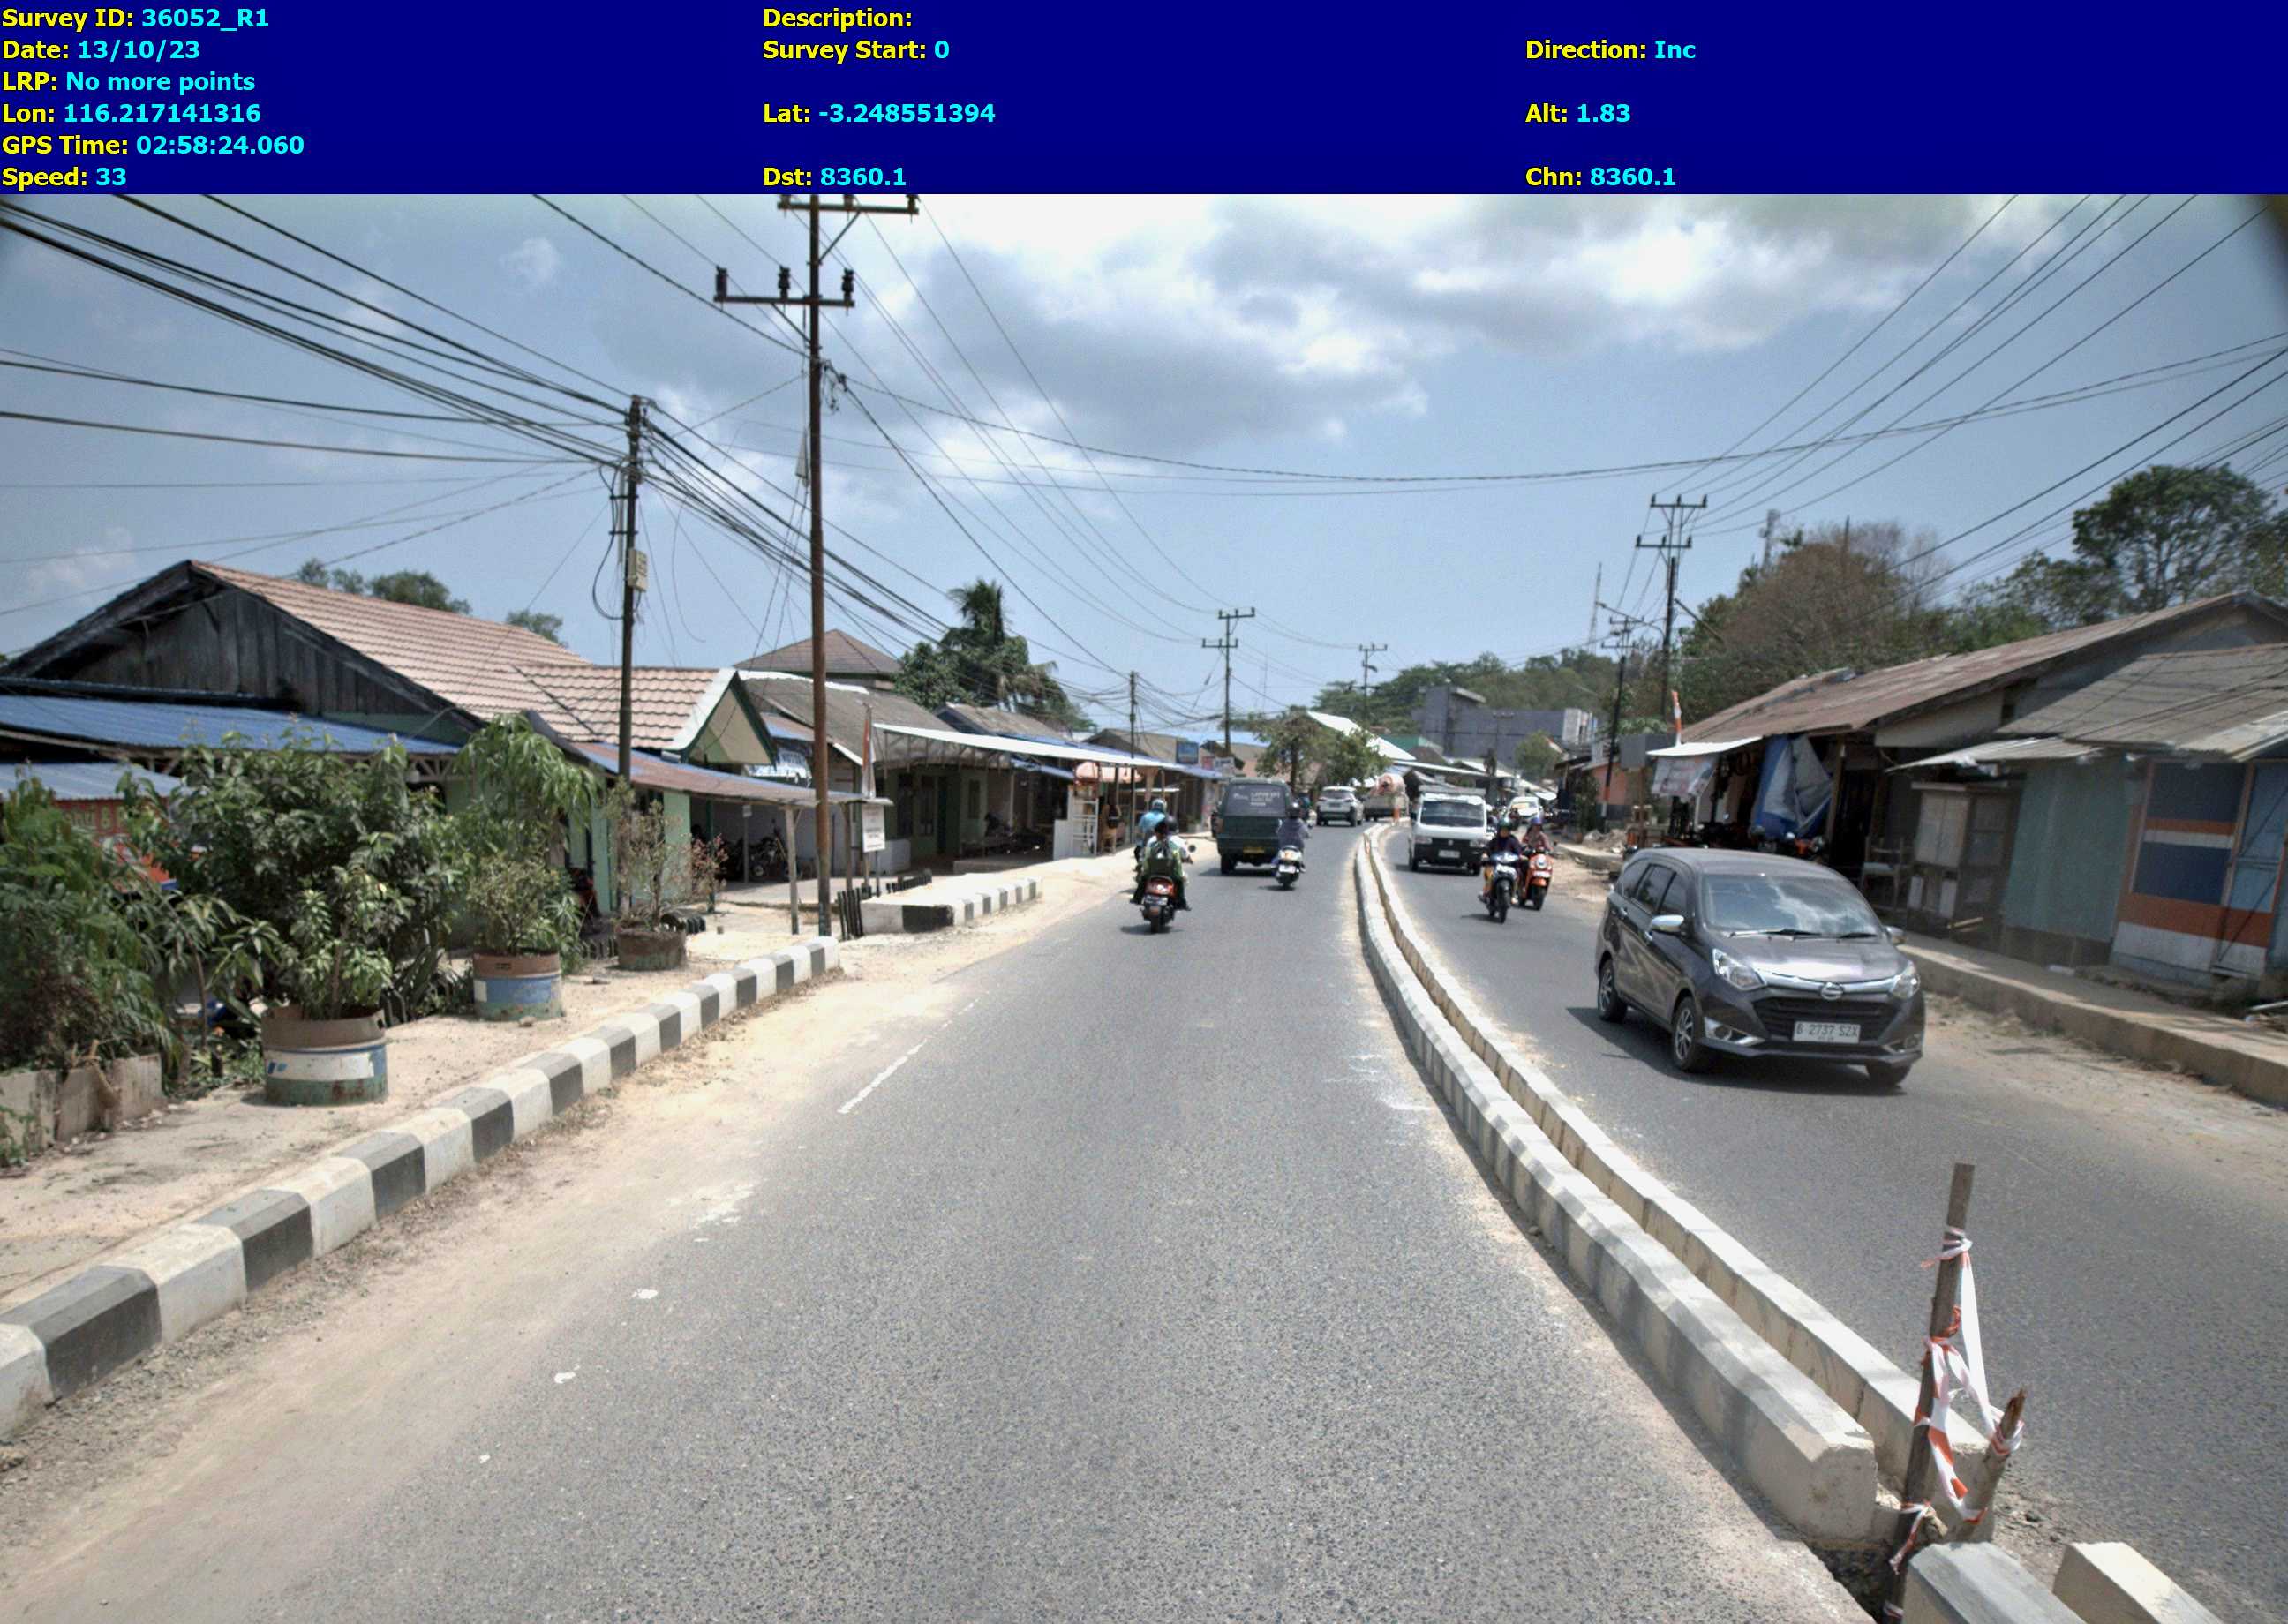 Survey ID: 36052_R1
Description:
Date: 13/10/23
Survey Start: 0
Direction: Inc
LRP: No more points
Lon: 116.217141316
Lat: -3.248551394
Alt: 1.83
GPS Time: 02:58:24.060
Speed: 33
Dst: 8360.1
Chn: 8360.1
B 2737 SZX